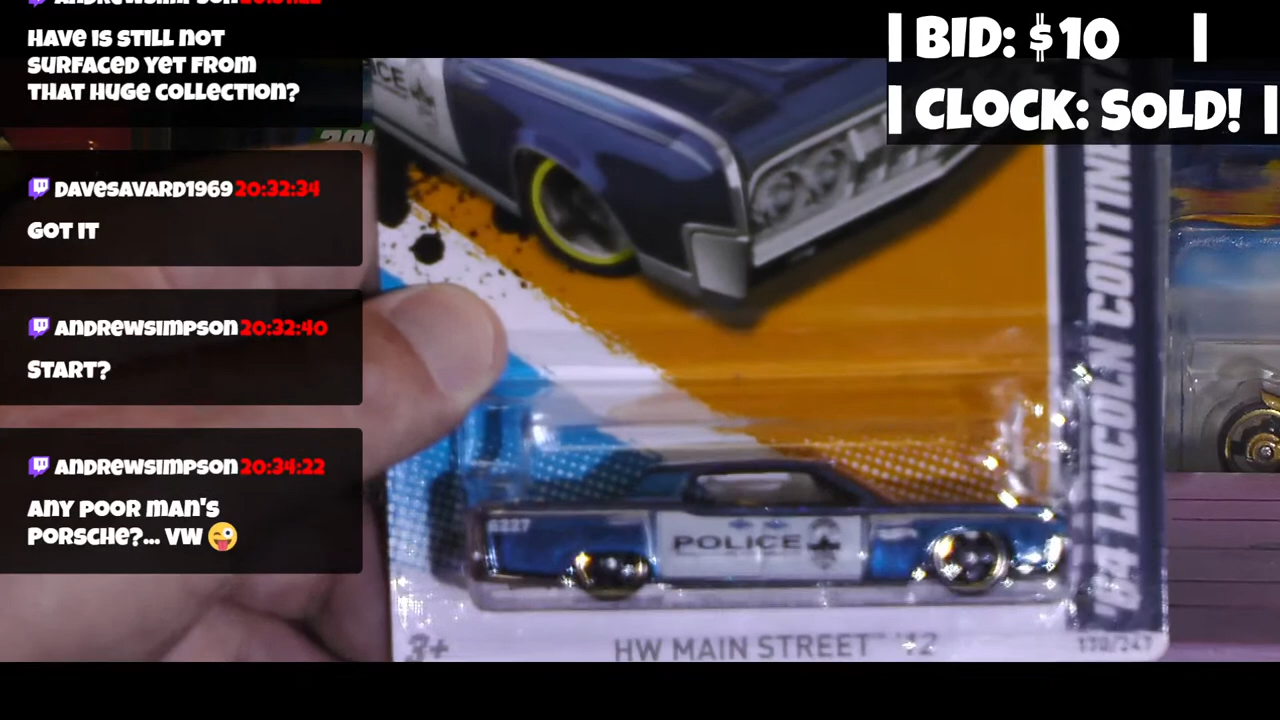 HAVE IS STILL NOT
SURFACED YET FROM
THAT HUGE COLLECTION?
DAVESAVARD1969 20:32:34
GOT IT
ANDREWSIMPSON 20:32:40
START?
ANDREWSIMPSON 20:34:22
ANY POOR MAN'S
PORSCHE?... VW 😜
| BID: $10 |
| CLOCK: SOLD! |
'64 LINCOLN
6227
POLICE
3+
HW MAIN STREET™ '12